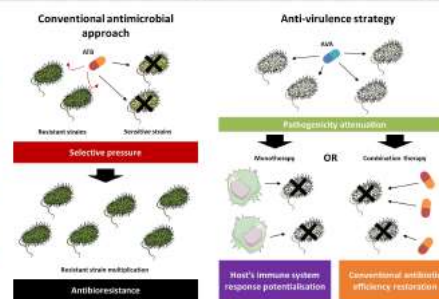 Conventional antimicrobial
approach
ATB
Resistant strains
Sensitive strains
Selective pressure
Resistant strain multiplication
Antibioresistance
Anti-virulence strategy
AVA
Pathogenicity attenuation
Monotherapy
OR
Combination therapy
Host's immune system
response potentialisation
Conventional antibiotic
efficiency restoration